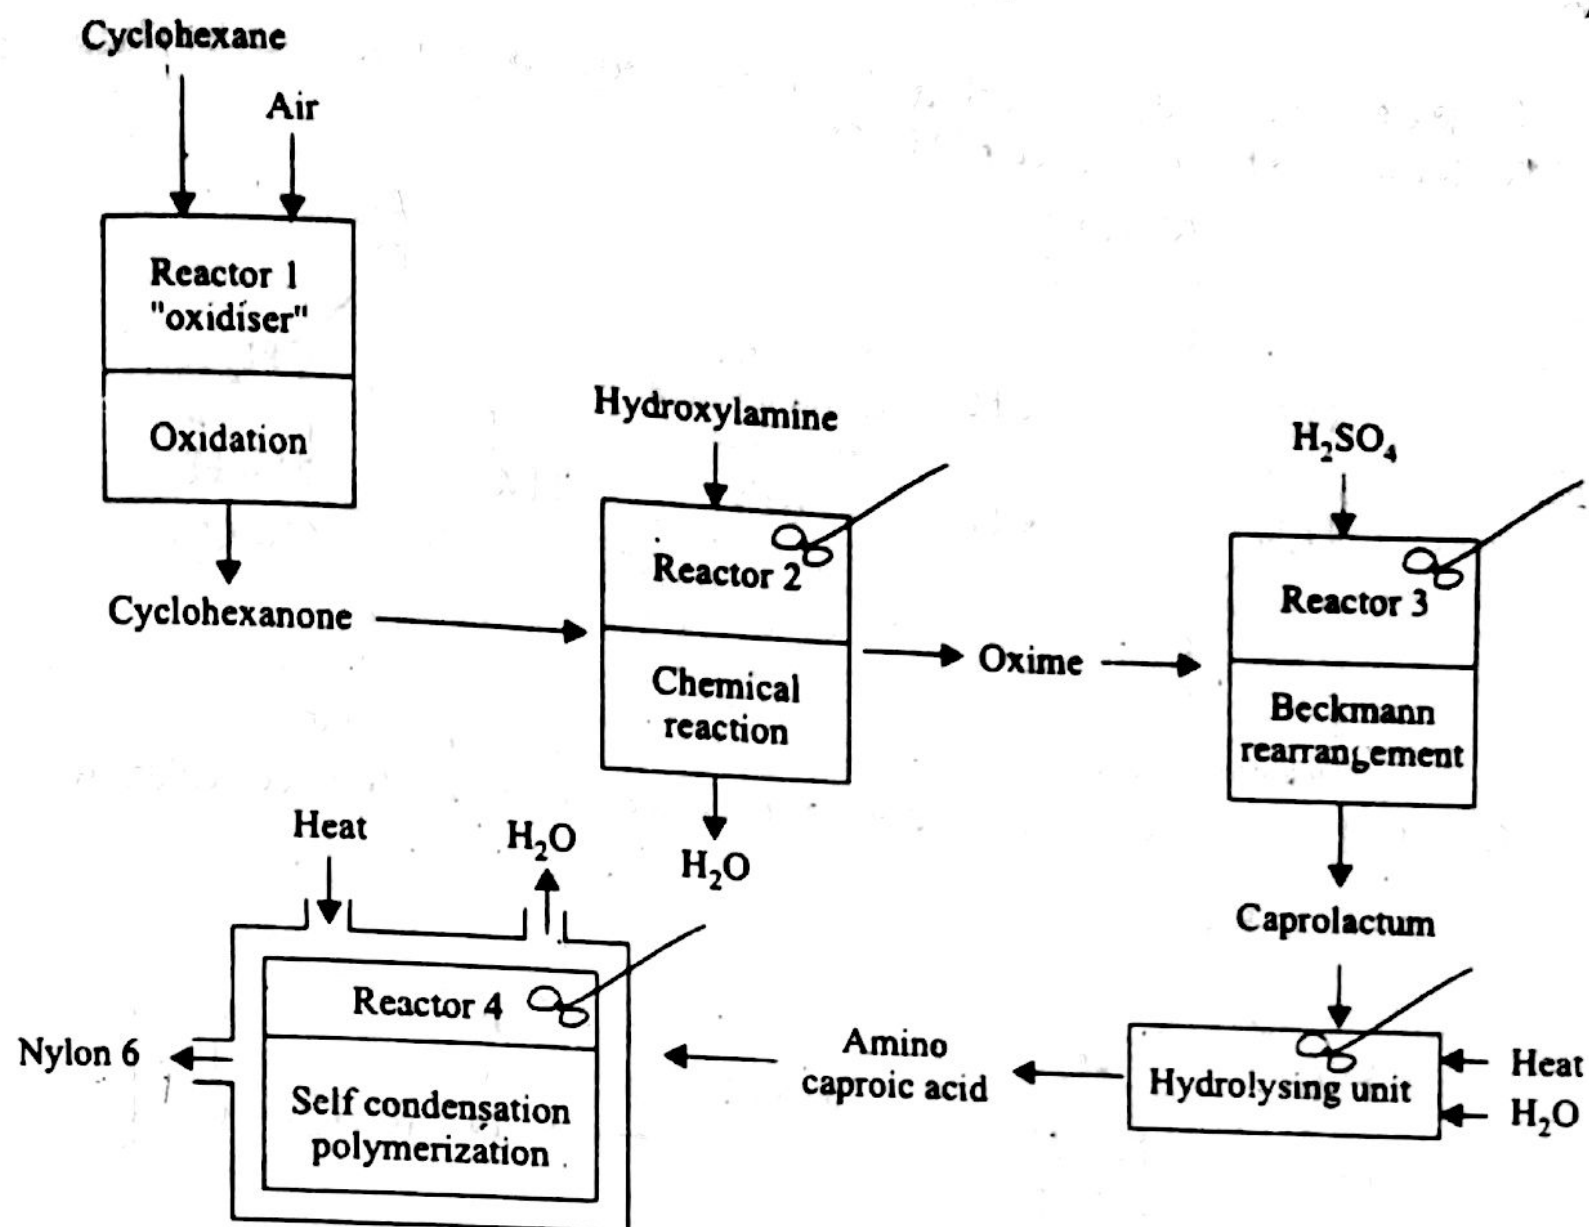 Cyclohexane
Air
Reactor 1
"oxidiser"
Oxidation
Cyclohexanone
Hydroxylamine
Reactor 2
Chemical
reaction
H₂O
Oxime
H₂SO₄
Reactor 3
Beckmann
rearrangement
Caprolactum
Hydrolysing unit
Heat
H₂O
Amino
caproic acid
Heat
H₂O
Reactor 4
Self condensation
polymerization
Nylon 6